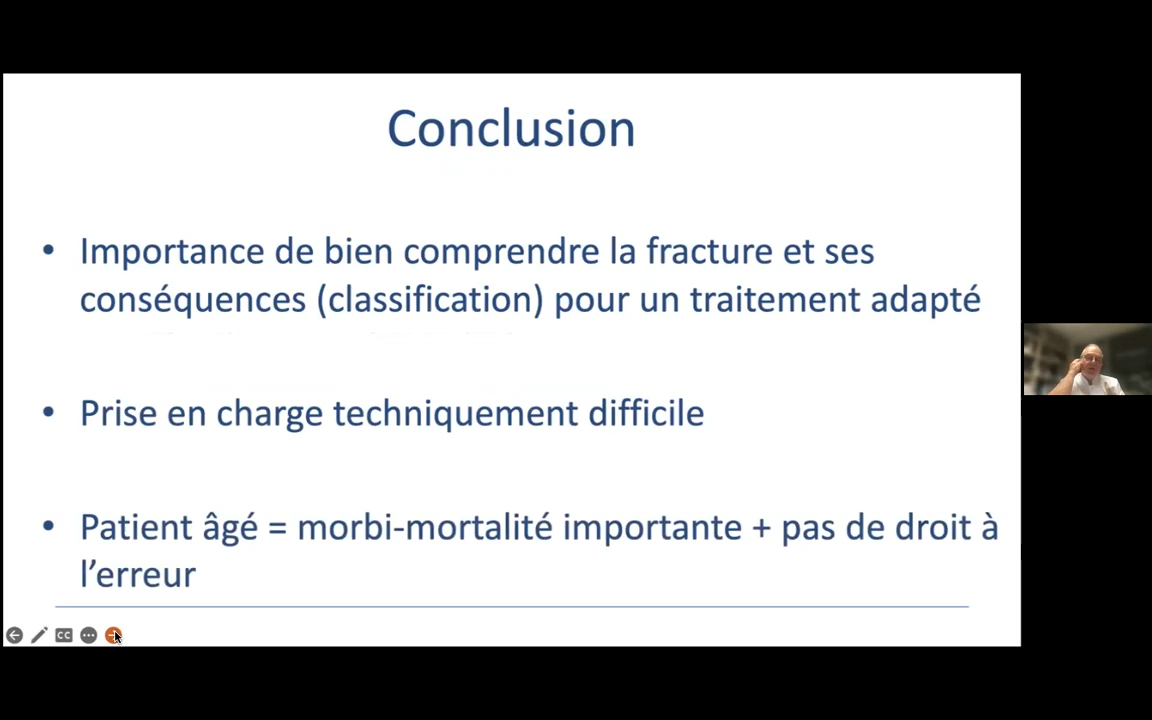 Conclusion
• Importance de bien comprendre la fracture et ses
conséquences (classification) pour un traitement adapté
• Prise en charge techniquement difficile
• Patient âgé = morbi-mortalité importante + pas de droit à
l’erreur
CC